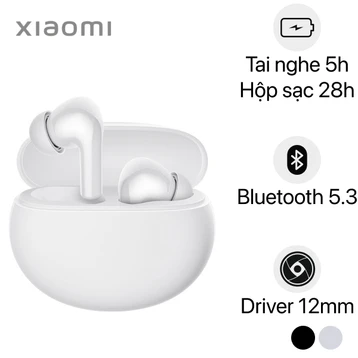 xiaomi
Tai nghe 5h
Hộp sạc 28h
Bluetooth 5.3
Driver 12mm